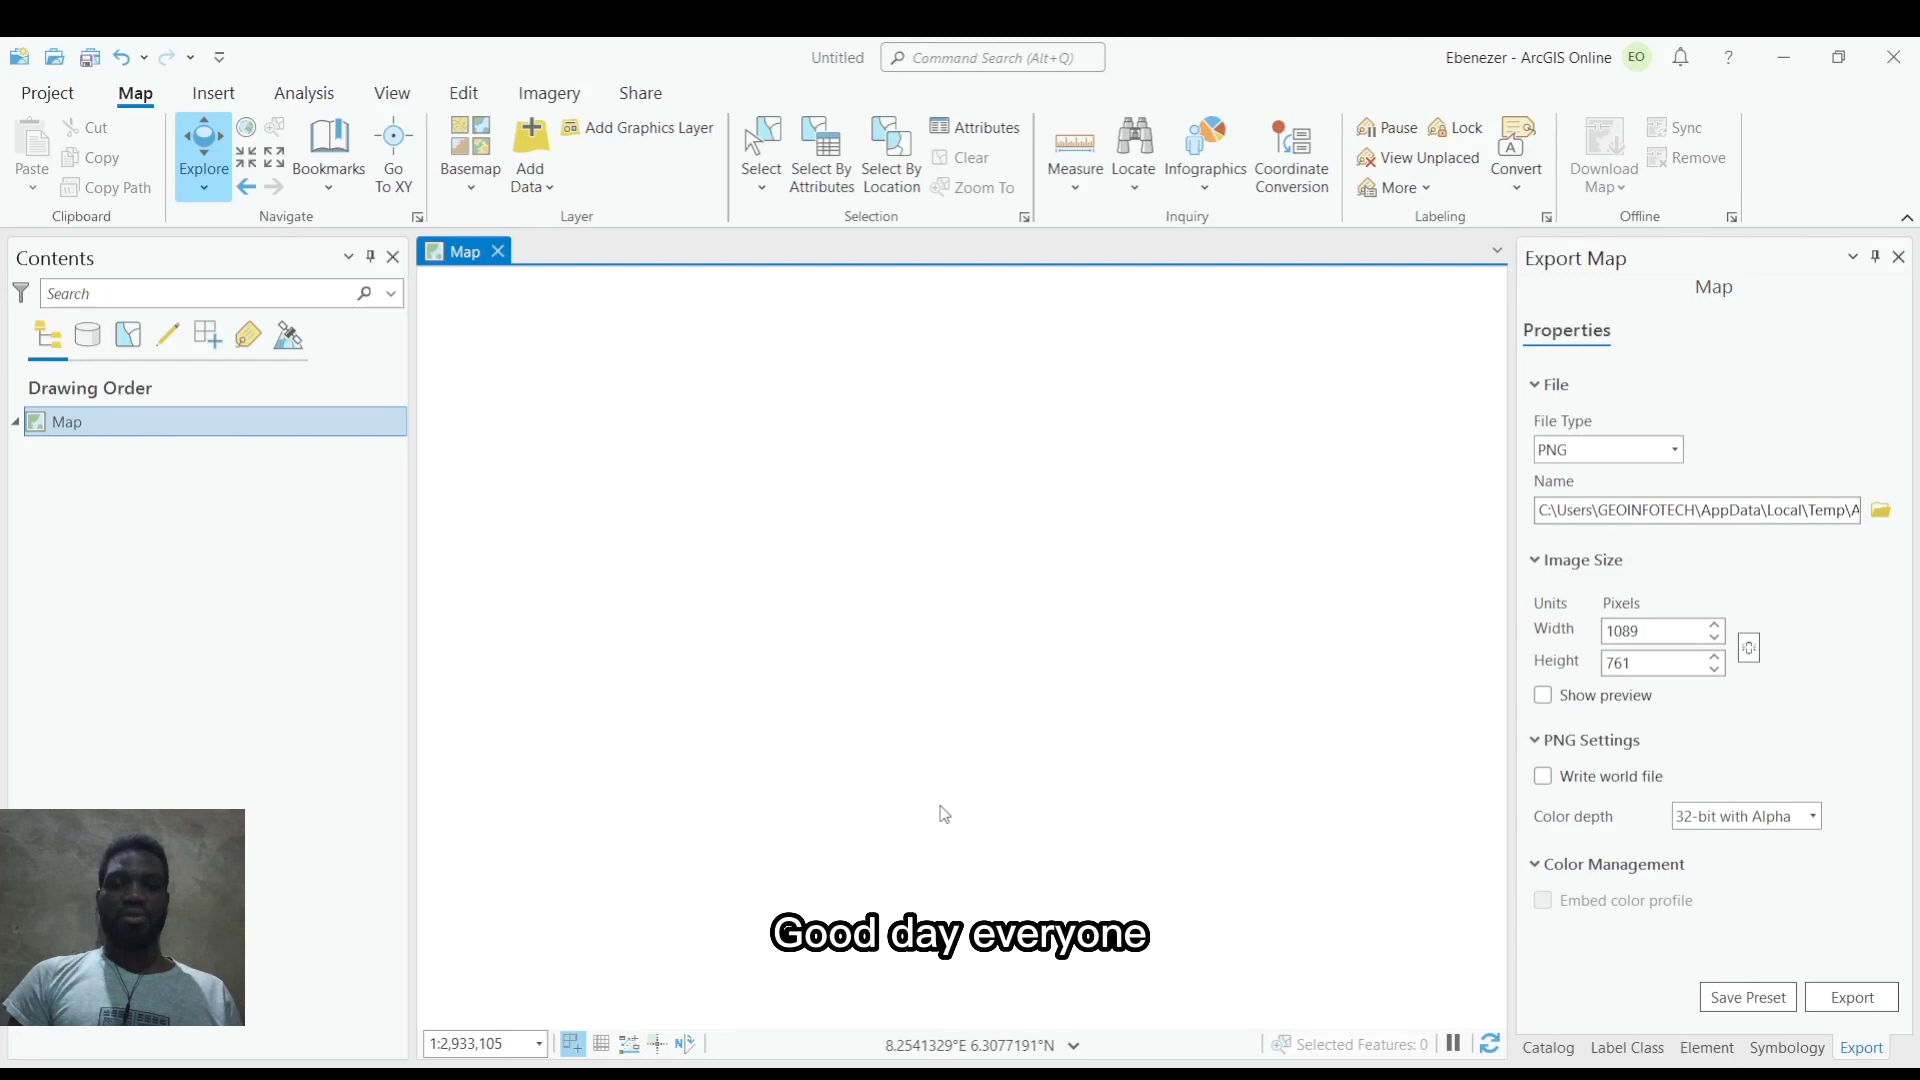 Untitled
Command Search (Alt+Q)
Ebenezer - ArcGIS Online
EO
?
Project
Map
Insert
Analysis
View
Edit
Imagery
Share
Paste
Cut
Copy
Copy Path
Clipboard
Explore
Bookmarks
Go
To XY
Navigate
Basemap
Add
Data
Add Graphics Layer
Layer
Select
Select By
Attributes
Select By
Location
Attributes
Clear
Zoom To
Selection
Measure
Locate
Infographics
Coordinate
Conversion
Inquiry
Pause
Lock
View Unplaced
More
A
Convert
Labeling
Download
Map
Sync
Remove
Offline
Contents
Search
Drawing Order
Map
Map
Good day everyone
1:2,933,105
8.2541329°E 6.3077191°N
Selected Features: 0
Export Map
Map
Properties
File
File Type
PNG
Name
C:\Users\GEOINFOTECH\AppData\Local\Temp\A
Image Size
Units
Pixels
Width
1089
Height
761
Show preview
PNG Settings
Write world file
Color depth
32-bit with Alpha
Color Management
Embed color profile
Save Preset
Export
Catalog
Label Class
Element
Symbology
Export